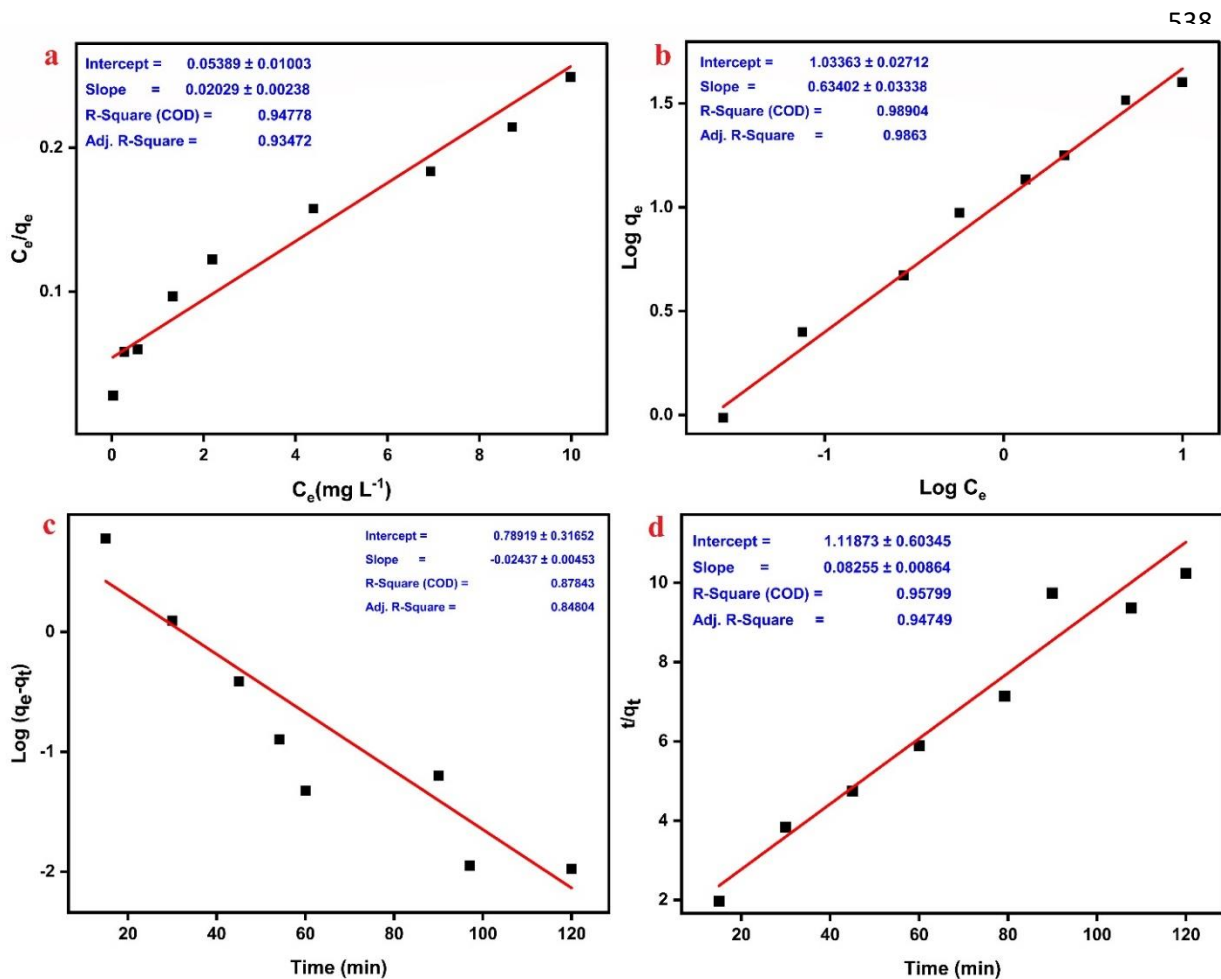 538
a
Intercept = 0.05389 ± 0.01003
Slope = 0.02029 ± 0.00238
R-Square (COD) = 0.94778
Adj. R-Square = 0.93472
0.2
0.1
Ce/qe
0 2 4 6 8 10
Ce(mg L-1)
b
Intercept = 1.03363 ± 0.02712
Slope = 0.63402 ± 0.03338
R-Square (COD) = 0.98904
Adj. R-Square = 0.9863
1.5
1.0
0.5
0.0
Log qe
-1 0 1
Log Ce
c
Intercept = 0.78919 ± 0.31652
Slope = -0.02437 ± 0.00453
R-Square (COD) = 0.87843
Adj. R-Square = 0.84804
0
-1
-2
Log (qe-qt)
20 40 60 80 100 120
Time (min)
d
Intercept = 1.11873 ± 0.60345
Slope = 0.08255 ± 0.00864
R-Square (COD) = 0.95799
Adj. R-Square = 0.94749
10
8
6
4
2
t/qt
20 40 60 80 100 120
Time (min)